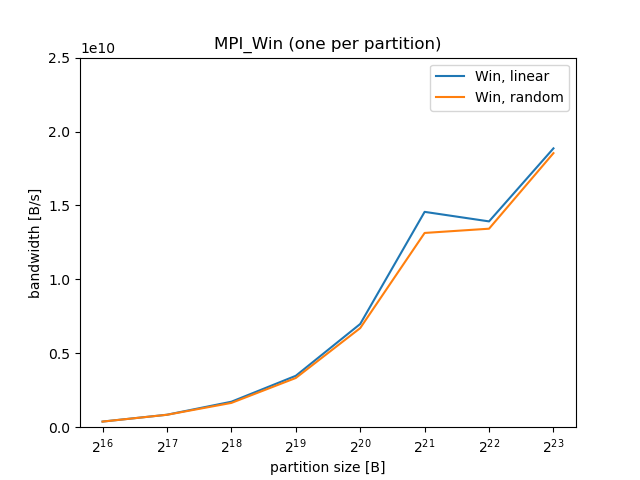 MPI_Win (one per partition)
1e10
2.5
2.0
1.5
1.0
0.5
0.0
bandwidth [B/s]
Win, linear
Win, random
2^16 2^17 2^18 2^19 2^20 2^21 2^22 2^23
partition size [B]